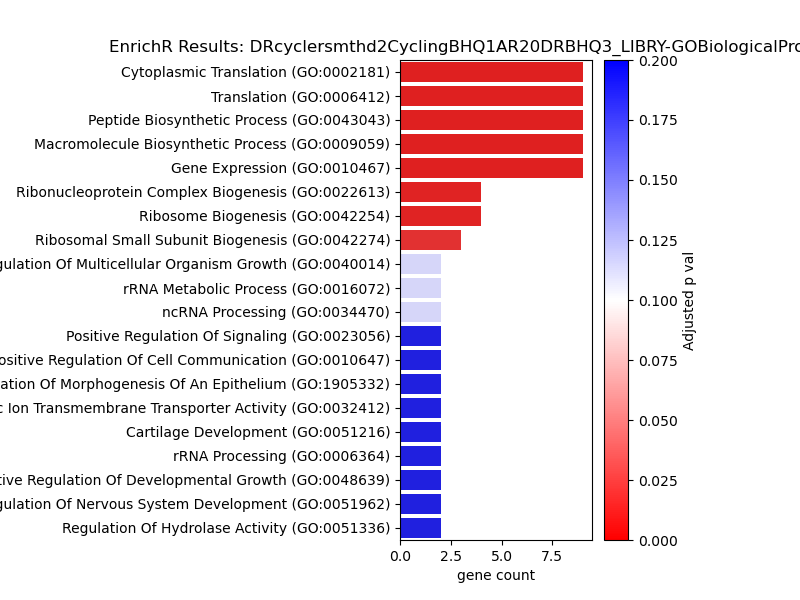 EnrichR Results: DRcyclersmthd2CyclingBHQ1AR20DRBHQ3_LIBRY-GOBiologicalPro
Cytoplasmic Translation (GO:0002181)
Translation (GO:0006412)
Peptide Biosynthetic Process (GO:0043043)
Macromolecule Biosynthetic Process (GO:0009059)
Gene Expression (GO:0010467)
Ribonucleoprotein Complex Biogenesis (GO:0022613)
Ribosome Biogenesis (GO:0042254)
Ribosomal Small Subunit Biogenesis (GO:0042274)
gulation Of Multicellular Organism Growth (GO:0040014)
rRNA Metabolic Process (GO:0016072)
ncRNA Processing (GO:0034470)
Positive Regulation Of Signaling (GO:0023056)
ositive Regulation Of Cell Communication (GO:0010647)
ation Of Morphogenesis Of An Epithelium (GO:1905332)
c Ion Transmembrane Transporter Activity (GO:0032412)
Cartilage Development (GO:0051216)
rRNA Processing (GO:0006364)
tive Regulation Of Developmental Growth (GO:0048639)
gulation Of Nervous System Development (GO:0051962)
Regulation Of Hydrolase Activity (GO:0051336)
0.0 2.5 5.0 7.5
gene count
0.200
0.175
0.150
0.125
0.100
0.075
0.050
0.025
0.000
Adjusted p val